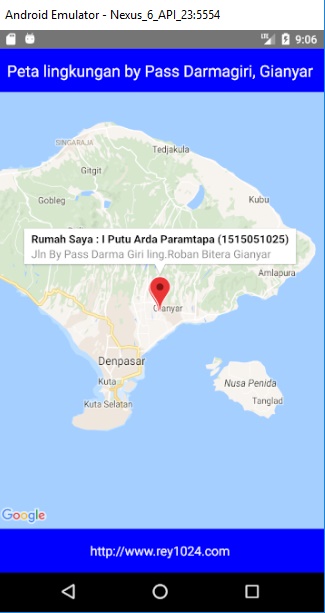 Android Emulator - Nexus_6_API_23:5554
LTE 9:06
Peta lingkungan by Pass Darmagiri, Gianyar
SINGARAJA
Tedjakula
Gitgit
Gobleg
Kubu
Rumah Saya : I Putu Arda Paramtapa (1515051025)
Jln By Pass Darma Giri ling.Roban Bitera Gianyar
Amlapura
Gianyar
Denpasar
Kuta
Nusa Penida
Kuta Selatan
Tanglad
Google
http://www.rey1024.com